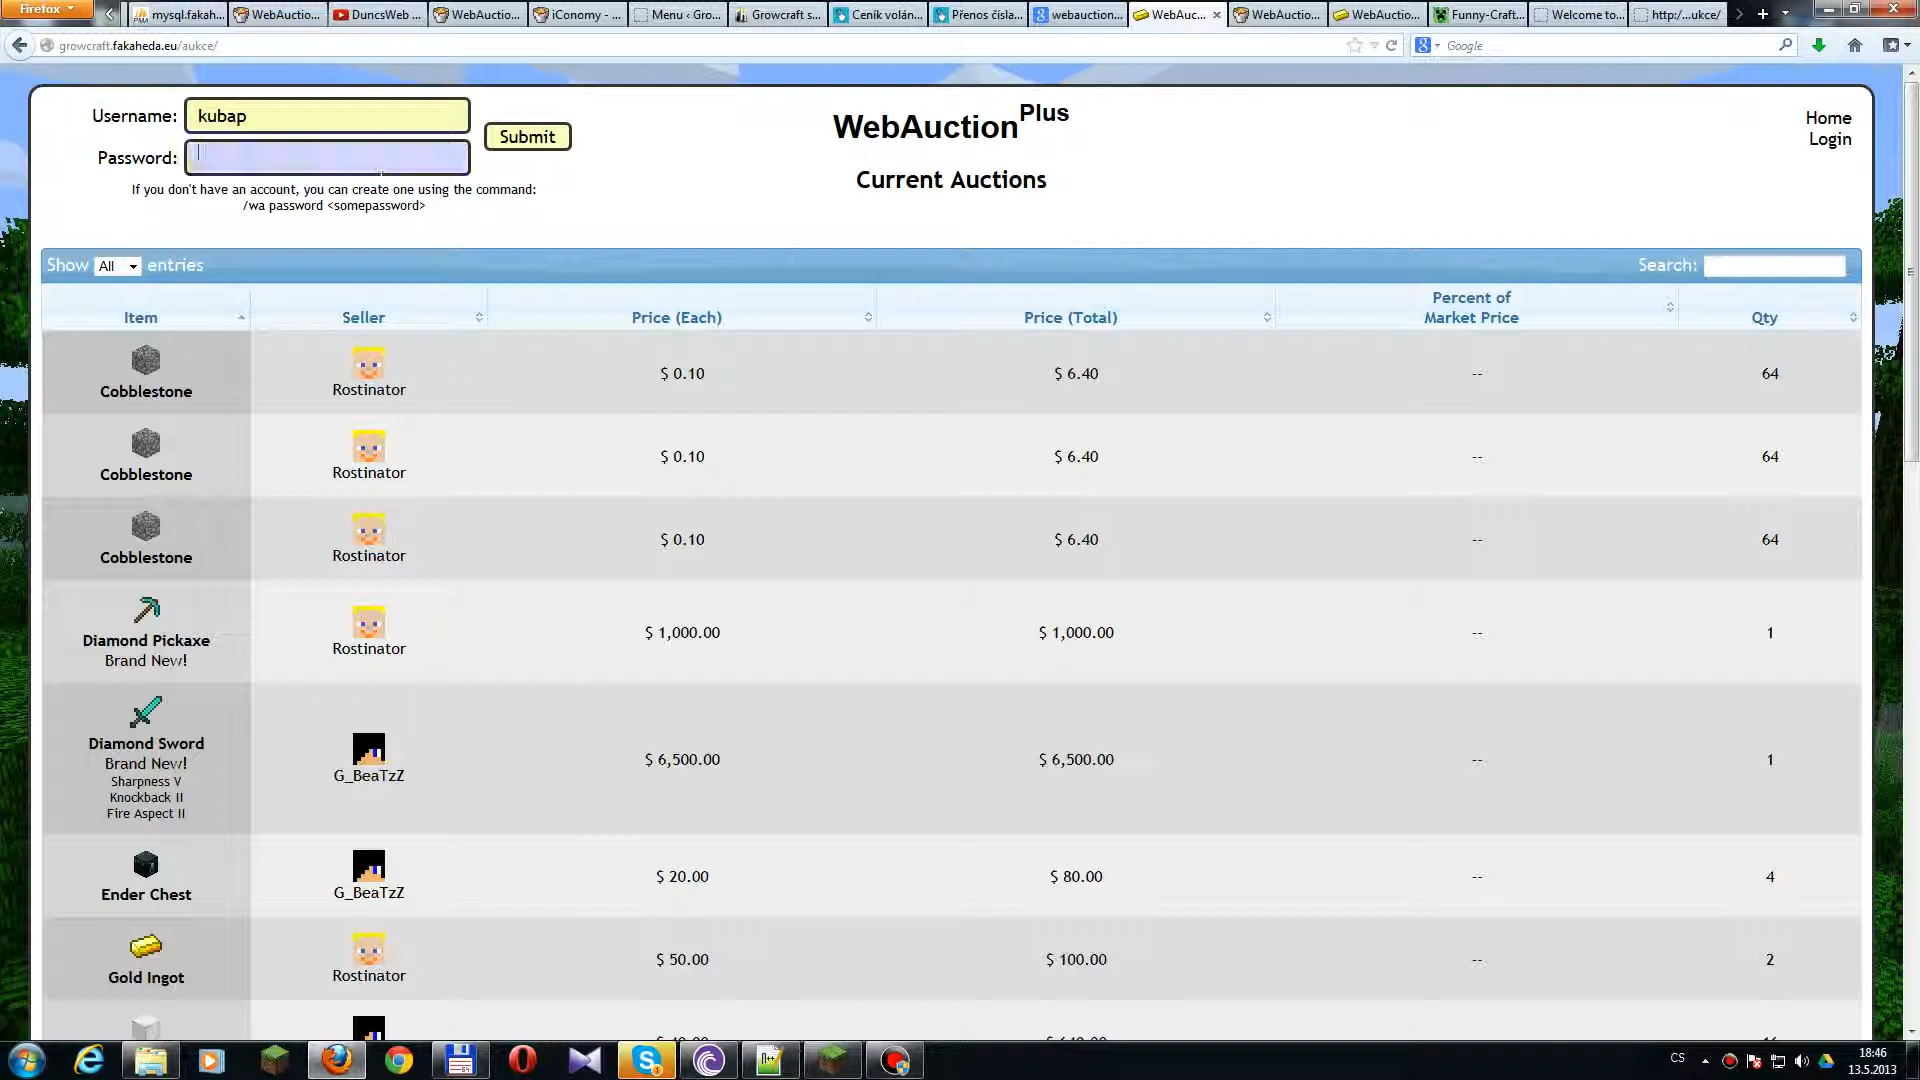 Firefox
mysql.fakah...
WebAuctio...
DuncsWeb ...
WebAuctio...
iConomy - ...
Menu ‹ Gro...
Growcraft s...
Ceník volán...
Přenos čísla...
webauction...
WebAuc...
WebAuctio...
WebAuctio...
Funny-Craft...
Welcome to...
http:/...ukce/
growcraft.fakaheda.eu/aukce/
Google
Username: kubap
Password:
Submit
If you don't have an account, you can create one using the command:
/wa password <somepassword>
WebAuctionPlus
Current Auctions
Home
Login
Show All entries
Search:
Item Seller Price (Each) Price (Total) Percent of Market Price Qty
Cobblestone Rostinator $ 0.10 $ 6.40 -- 64
Cobblestone Rostinator $ 0.10 $ 6.40 -- 64
Cobblestone Rostinator $ 0.10 $ 6.40 -- 64
Diamond Pickaxe
Brand New!
Rostinator $ 1,000.00 $ 1,000.00 -- 1
Diamond Sword
Brand New!
Sharpness V
Knockback II
Fire Aspect II
G_BeaTzZ $ 6,500.00 $ 6,500.00 -- 1
Ender Chest G_BeaTzZ $ 20.00 $ 80.00 -- 4
Gold Ingot Rostinator $ 50.00 $ 100.00 -- 2
CS
18:46
13.5.2013